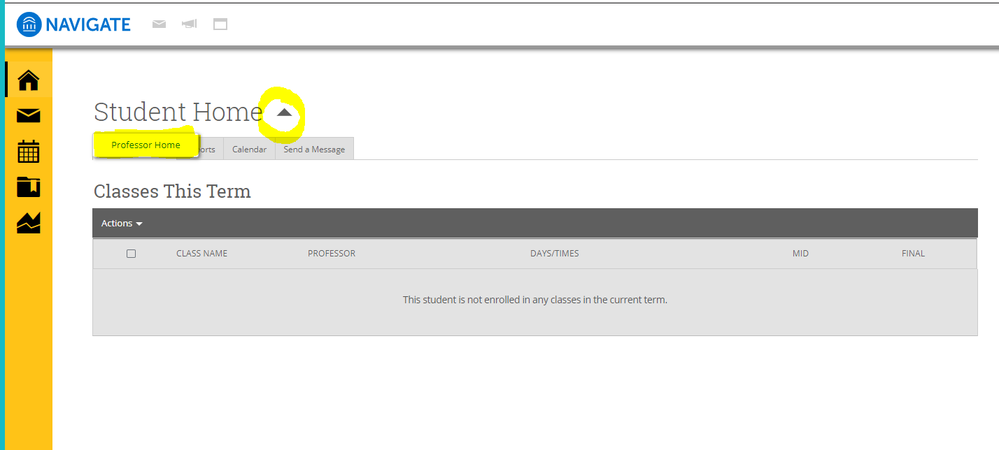 NAVIGATE
Student Home
Professor Home
Calendar
Send a Message
Classes This Term
Actions
CLASS NAME PROFESSOR DAYS/TIMES MID FINAL
This student is not enrolled in any classes in the current term.